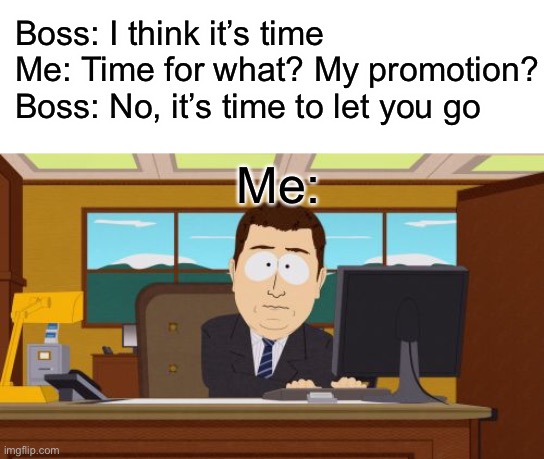 Boss: I think it’s time
Me: Time for what? My promotion?
Boss: No, it’s time to let you go
Me:
imgflip.com